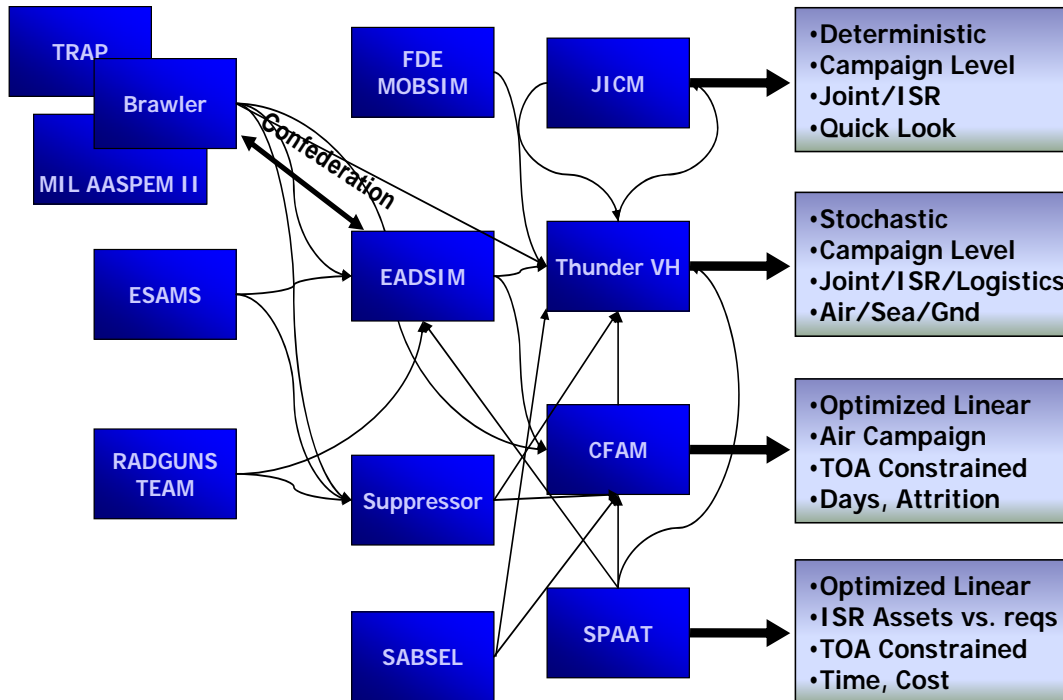 TRAP
Brawler
MIL AASPEM II
Confederation
ESAMS
RADGUNS
TEAM
FDE
MOBSIM
EADSIM
Suppressor
SABSEL
JICM
Thunder VH
CFAM
SPAAT
•Deterministic
•Campaign Level
•Joint/ISR
•Quick Look
•Stochastic
•Campaign Level
•Joint/ISR/Logistics
•Air/Sea/Gnd
•Optimized Linear
•Air Campaign
•TOA Constrained
•Days, Attrition
•Optimized Linear
•ISR Assets vs. reqs
•TOA Constrained
•Time, Cost